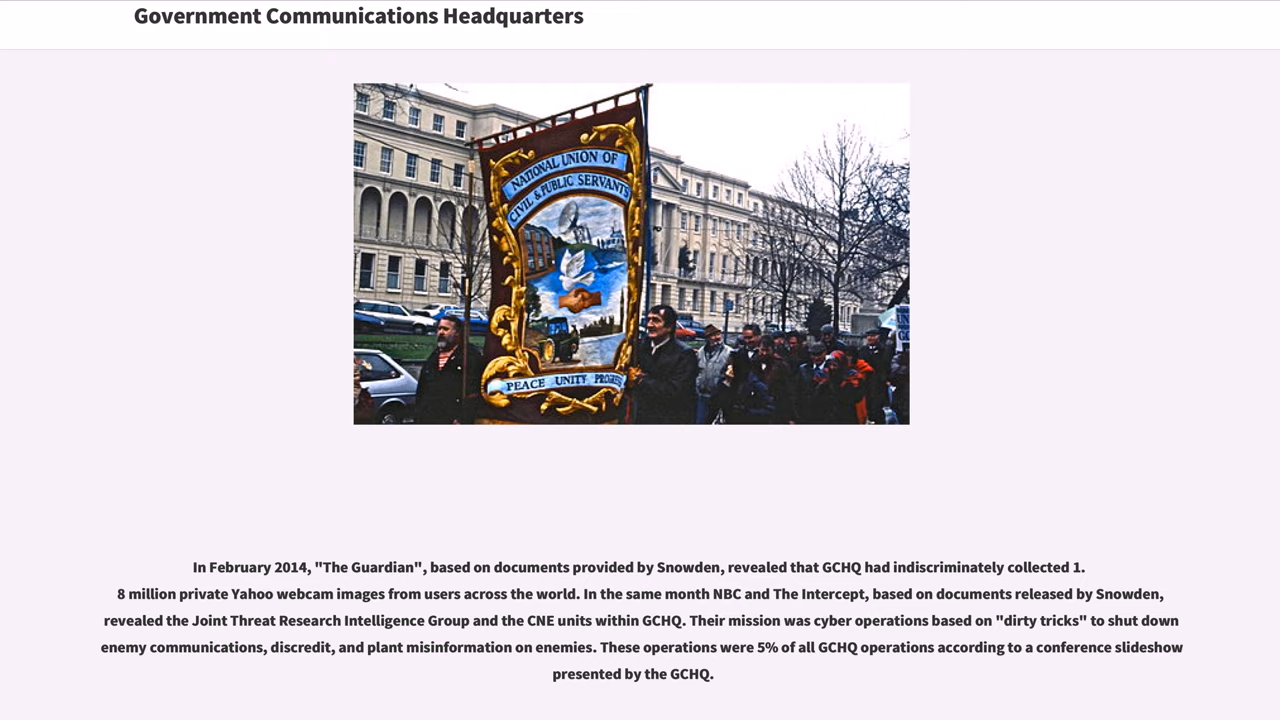 Government Communications Headquarters
NATIONAL UNION OF
CIVIL & PUBLIC SERVANTS
PEACE UNITY PROGRESS
In February 2014, "The Guardian", based on documents provided by Snowden, revealed that GCHQ had indiscriminately collected 1.
8 million private Yahoo webcam images from users across the world. In the same month NBC and The Intercept, based on documents released by Snowden,
revealed the Joint Threat Research Intelligence Group and the CNE units within GCHQ. Their mission was cyber operations based on "dirty tricks" to shut down
enemy communications, discredit, and plant misinformation on enemies. These operations were 5% of all GCHQ operations according to a conference slideshow
presented by the GCHQ.